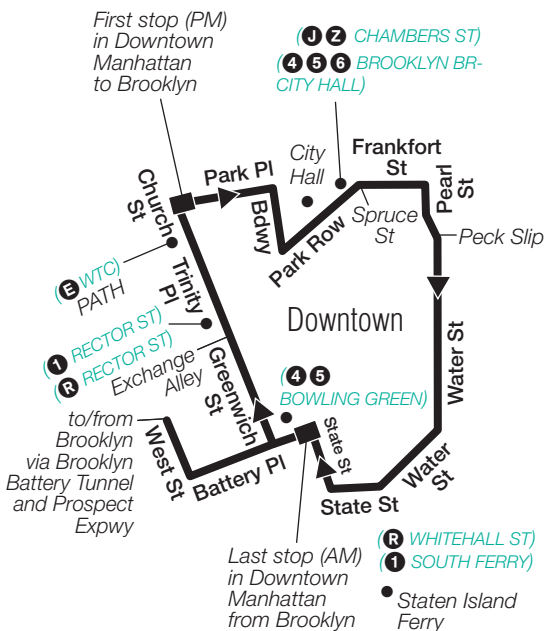 First stop (PM)
in Downtown
Manhattan
to Brooklyn
(J Z CHAMBERS ST)
(4 5 6 BROOKLYN BR-
CITY HALL)
City
Hall
Frankfort
St
Pearl
St
Park Pl
Bdwy
Park Row
Spruce
St
Peck Slip
Church
St
(E WTC)
PATH
Trinity
Pl
Downtown
(1 RECTOR ST)
(R RECTOR ST)
Exchange
Alley
Greenwich
St
Water St
(4 5
BOWLING GREEN)
to/from
Brooklyn
via Brooklyn
Battery Tunnel
and Prospect
Expwy
West St
Battery Pl
State St
Water
St
State St
Last stop (AM)
in Downtown
Manhattan
from Brooklyn
(R WHITEHALL ST)
(1 SOUTH FERRY)
Staten Island
Ferry